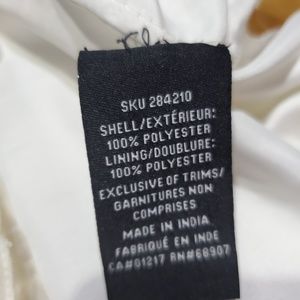 SKU 284210
SHELL/EXTÉRIEUR:
100% POLYESTER
LINING/DOUBLURE:
100% POLYESTER
EXCLUSIVE OF TRIMS/
GARNITURES NON
COMPRISES
MADE IN INDIA
FABRIQUÉ EN INDE
CA#01217 RN#68907